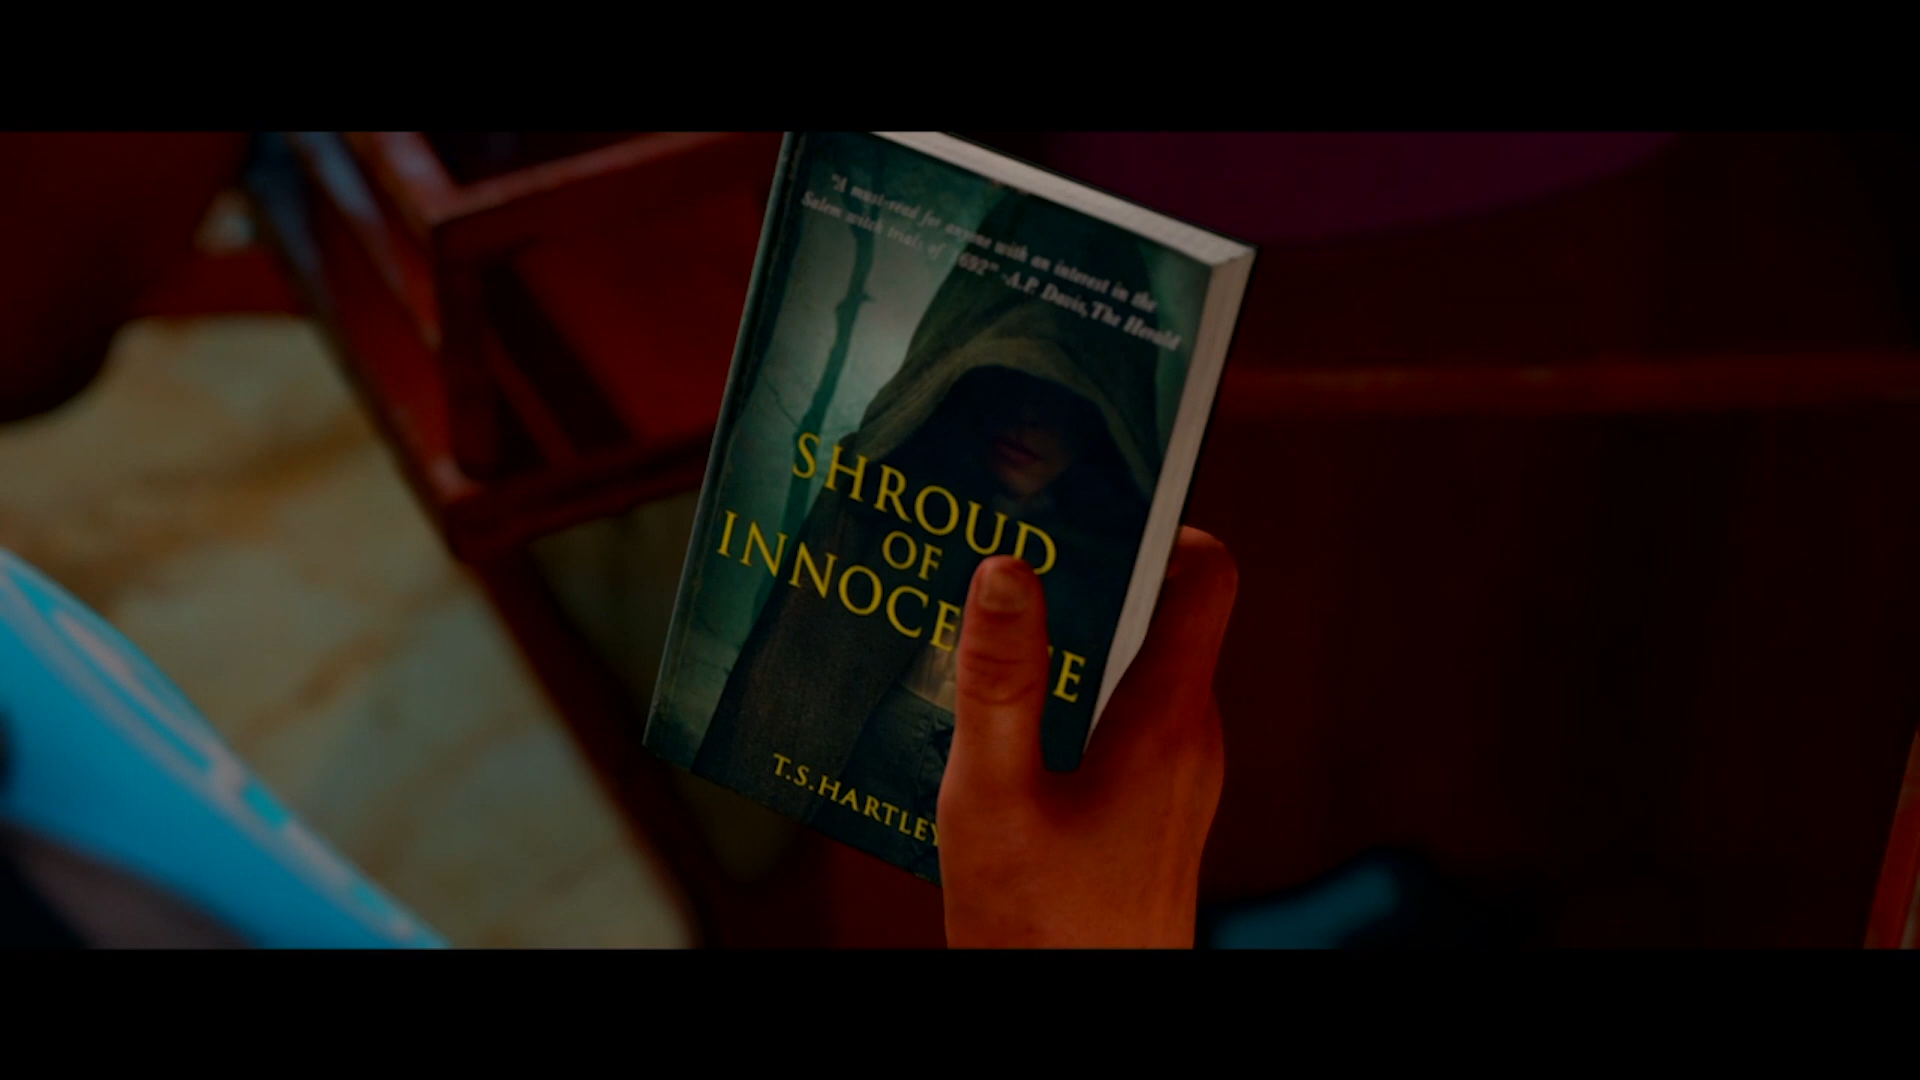 "A must-read for anyone with an interest in the
Salem witch trials of 1692" -A.P. Davis, The Herald
SHROUD
OF
INNOCE E
T.S. HARTLEY